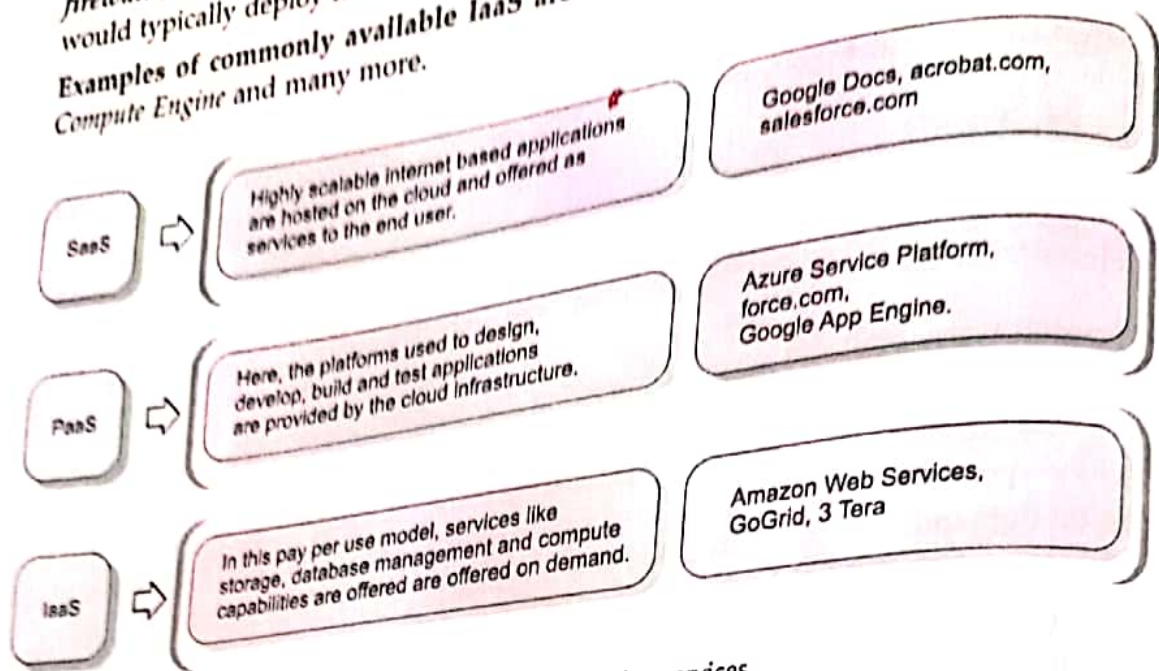 would typically deploy
Examples of commonly available IaaS
Compute Engine and many more.
SaaS
Highly scalable internet based applications
are hosted on the cloud and offered as
services to the end user.
Google Docs, acrobat.com,
salesforce.com
PaaS
Here, the platforms used to design,
develop, build and test applications
are provided by the cloud infrastructure.
Azure Service Platform,
force.com,
Google App Engine.
IaaS
In this pay per use model, services like
storage, database management and compute
capabilities are offered are offered on demand.
Amazon Web Services,
GoGrid, 3 Tera